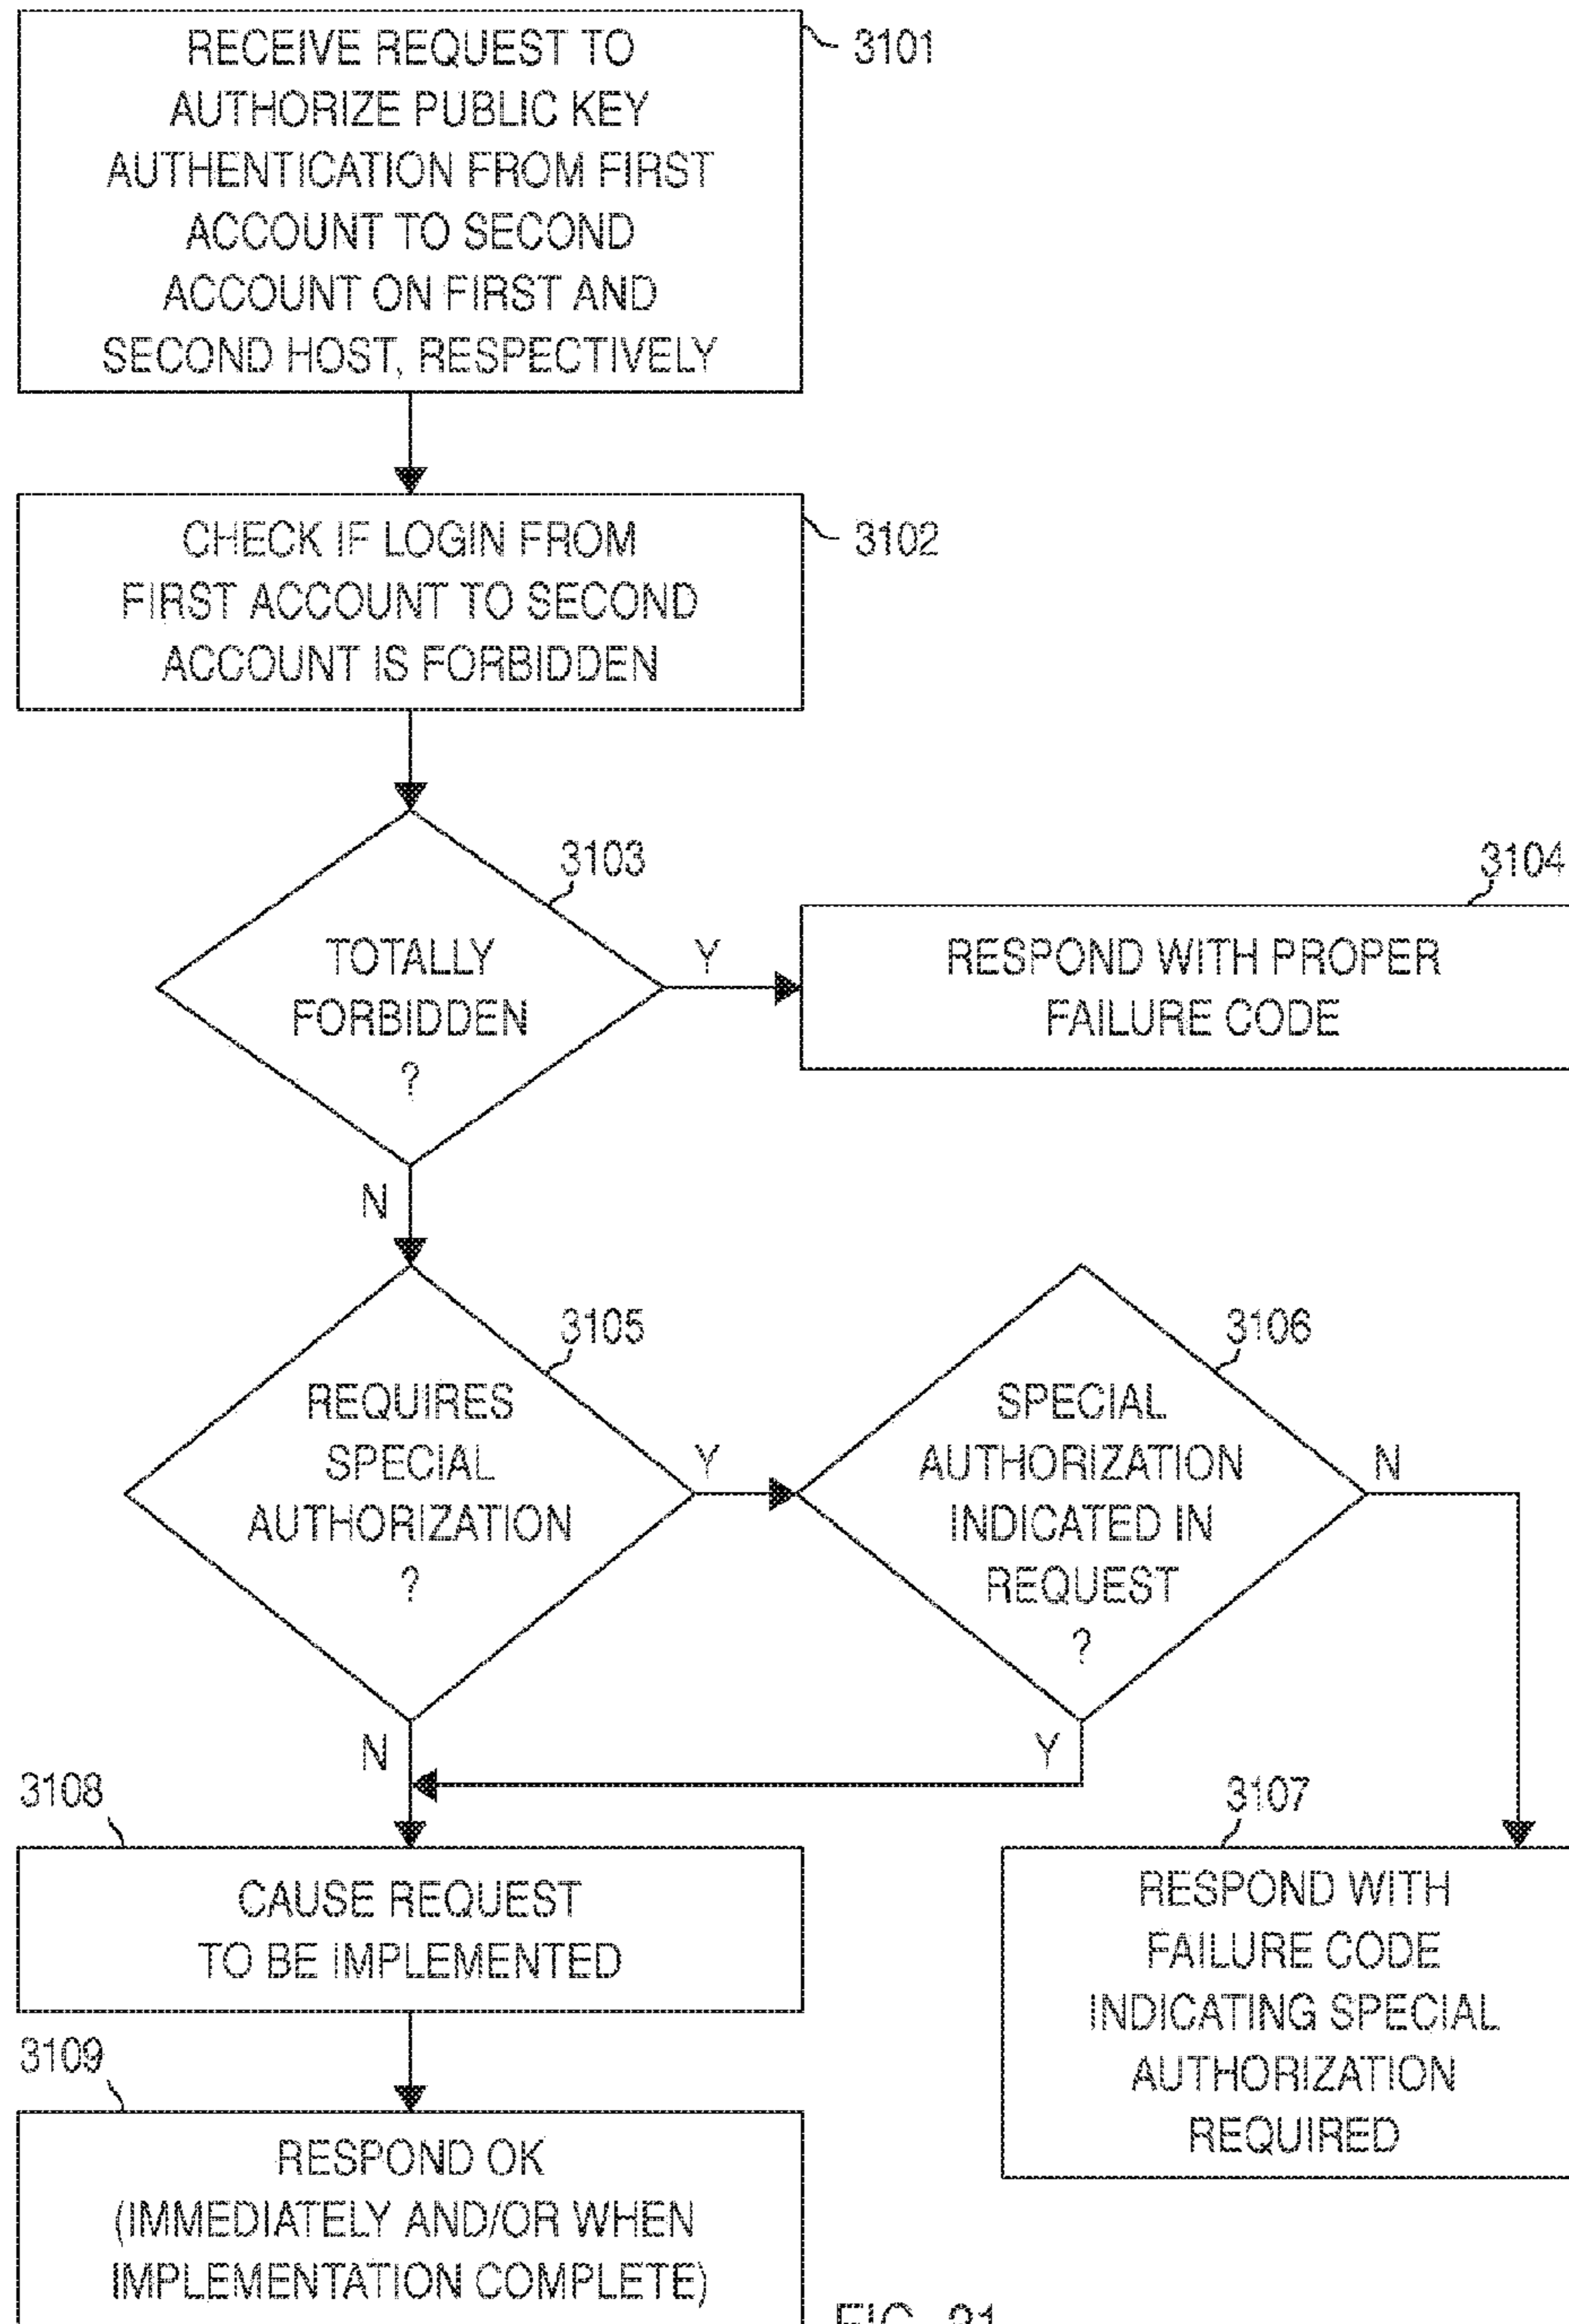 RECEIVE REQUEST TO
AUTHORIZE PUBLIC KEY
AUTHENTICATION FROM FIRST
ACCOUNT TO SECOND
ACCOUNT ON FIRST AND
SECOND HOST, RESPECTIVELY
3101
CHECK IF LOGIN FROM
FIRST ACCOUNT TO SECOND
ACCOUNT IS FORBIDDEN
3102
3103
TOTALLY
FORBIDDEN
?
Y
N
3104
RESPOND WITH PROPER
FAILURE CODE
3105
REQUIRES
SPECIAL
AUTHORIZATION
?
Y
N
3106
SPECIAL
AUTHORIZATION
INDICATED IN
REQUEST
?
N
Y
3108
CAUSE REQUEST
TO BE IMPLEMENTED
3107
RESPOND WITH
FAILURE CODE
INDICATING SPECIAL
AUTHORIZATION
REQUIRED
3109
RESPOND OK
(IMMEDIATELY AND/OR WHEN
IMPLEMENTATION COMPLETE)
FIG.